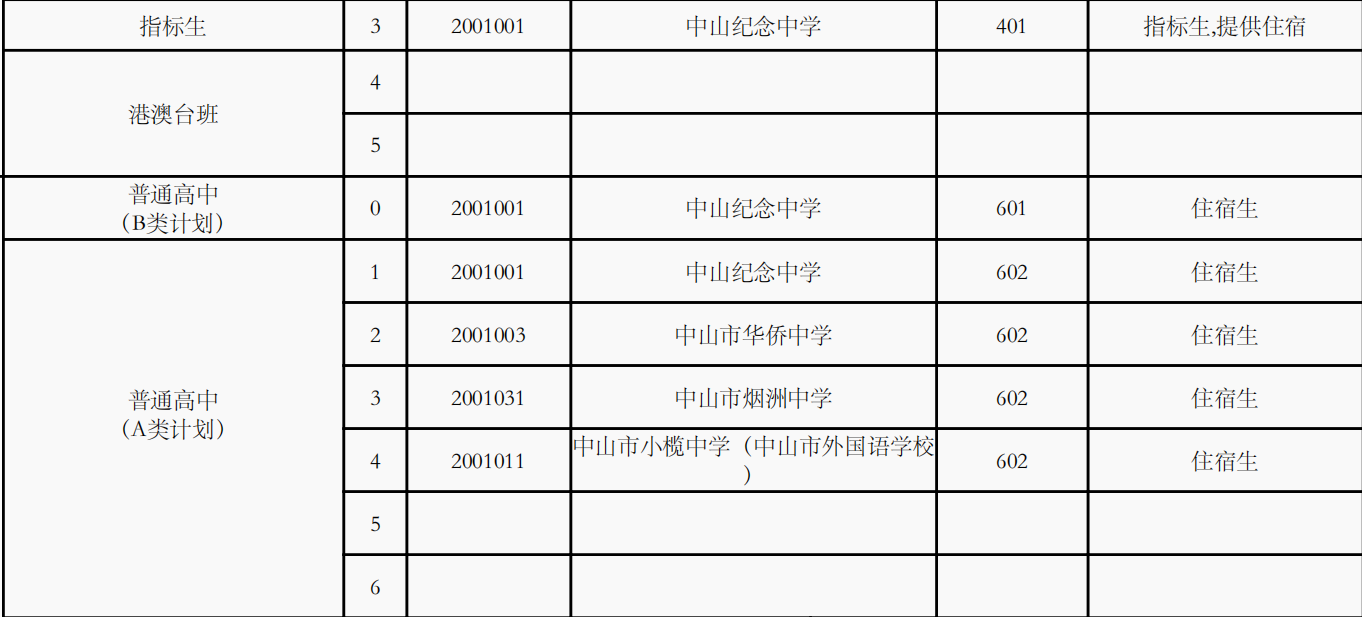 指标生 3 2001001 中山纪念中学 401 指标生,提供住宿
港澳台班
4
5
普通高中
（B类计划） 0 2001001 中山纪念中学 601 住宿生
普通高中
（A类计划）
1 2001001 中山纪念中学 602 住宿生
2 2001003 中山市华侨中学 602 住宿生
3 2001031 中山市烟洲中学 602 住宿生
4 2001011 中山市小榄中学（中山市外国语学校
） 602 住宿生
5
6